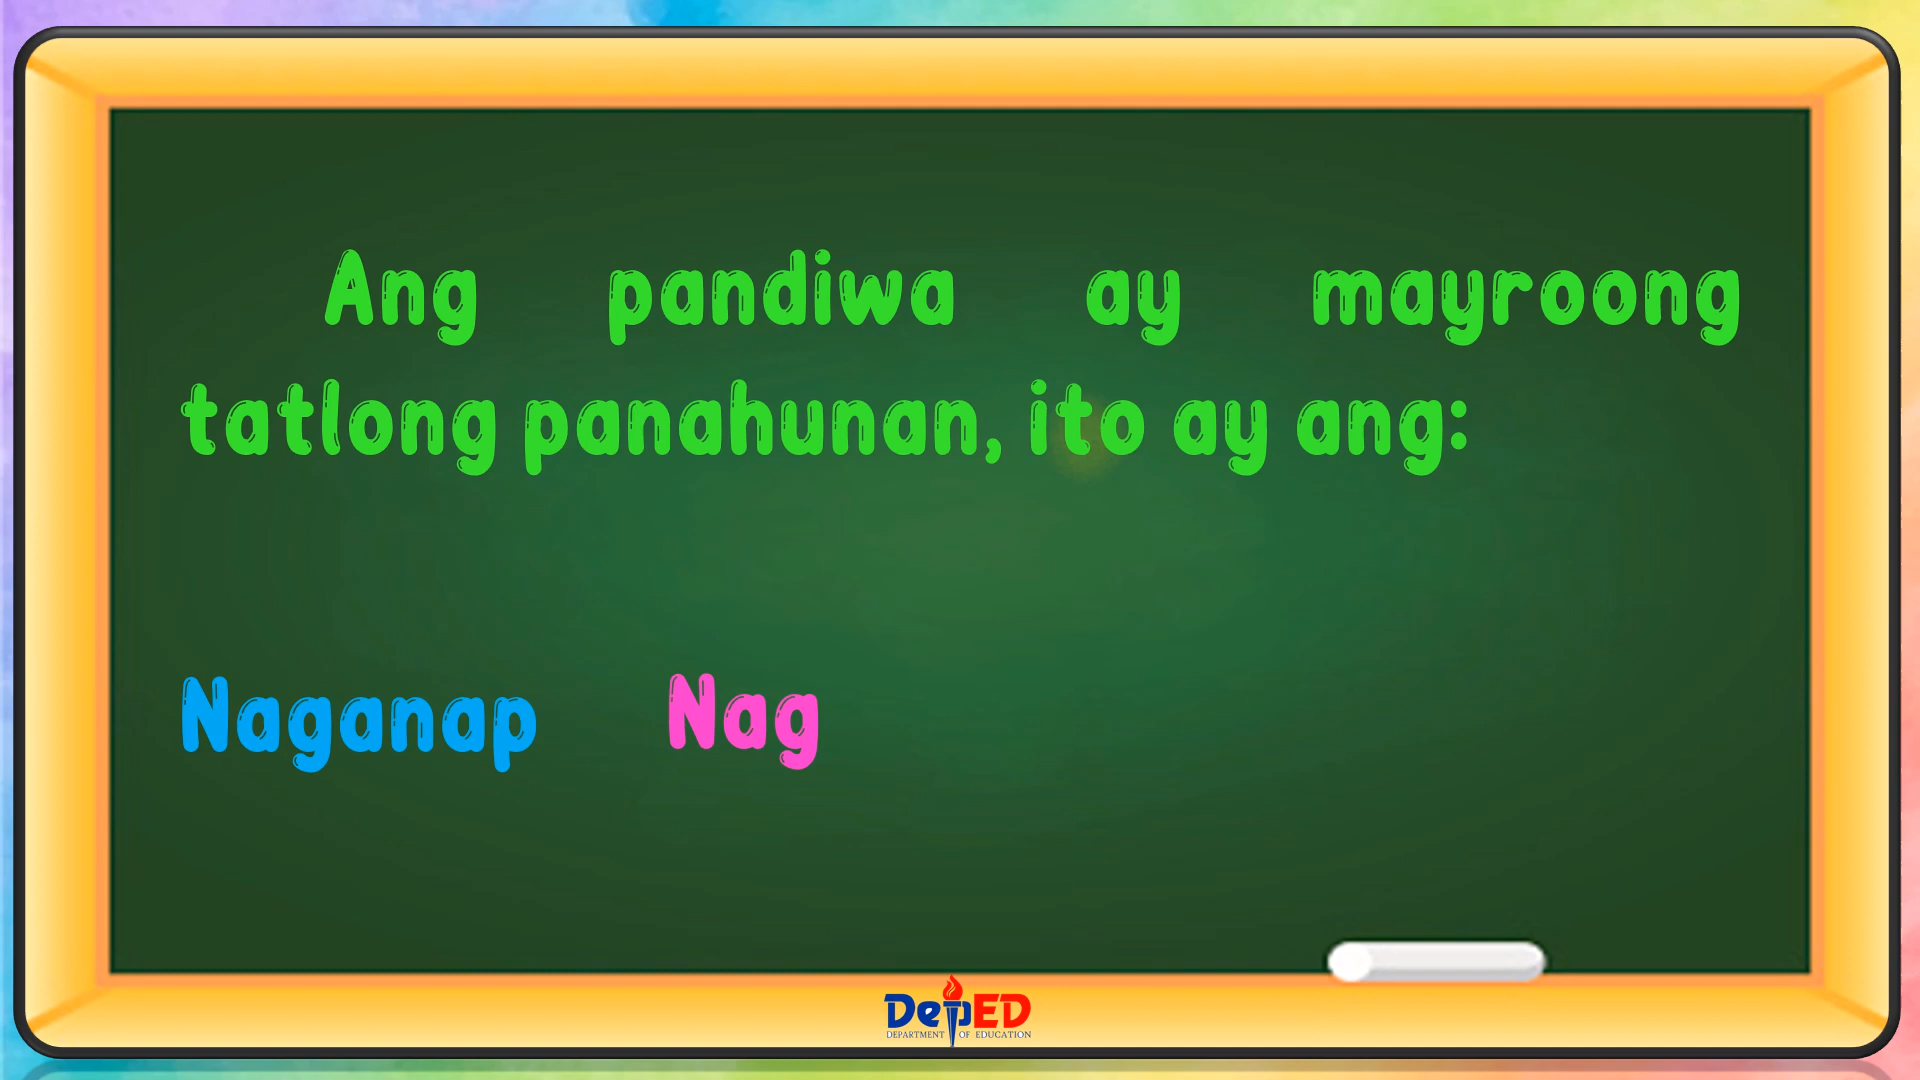 Ang pandiwa ay mayroong
tatlong panahunan, ito ay ang:
Naganap Nag
DepED
DEPARTMENT OF EDUCATION